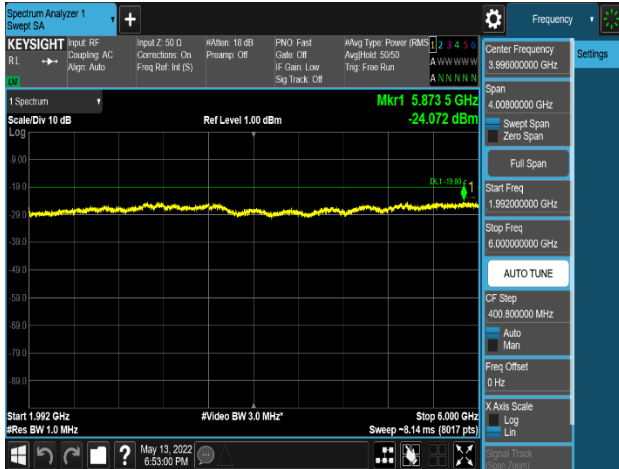 Spectrum Analyzer 1
Swept SA
Frequency
KEYSIGHT
Input: RF
Coupling: AC
Align: Auto
Input Z: 50 Ω
Corrections: On
Freq Ref: Int (S)
#Atten: 18 dB
Preamp: Off
PNO: Fast
Gate: Off
IF Gain: Low
Sig Track: Off
#Avg Type: Power (RMS
Avg|Hold: 50/50
Trig: Free Run
1 2 3 4 5 6
A W W W W W
A N N N N N
R L
LV
1 Spectrum
Scale/Div 10 dB
Ref Level 1.00 dBm
Mkr1 5.873 5 GHz
-24.072 dBm
Log
-9.00
-19.0
-29.0
-39.0
-49.0
-59.0
-69.0
-79.0
-89.0
DL1 -19.00
1
Start 1.992 GHz
#Res BW 1.0 MHz
#Video BW 3.0 MHz*
Stop 6.000 GHz
Sweep ~8.14 ms (8017 pts)
May 13, 2022
6:53:00 PM
Center Frequency
3.996000000 GHz
Span
4.00800000 GHz
Swept Span
Zero Span
Full Span
Start Freq
1.992000000 GHz
Stop Freq
6.000000000 GHz
AUTO TUNE
CF Step
400.800000 MHz
Auto
Man
Freq Offset
0 Hz
X Axis Scale
Log
Lin
Signal Track
(Span Zoom)
Settings